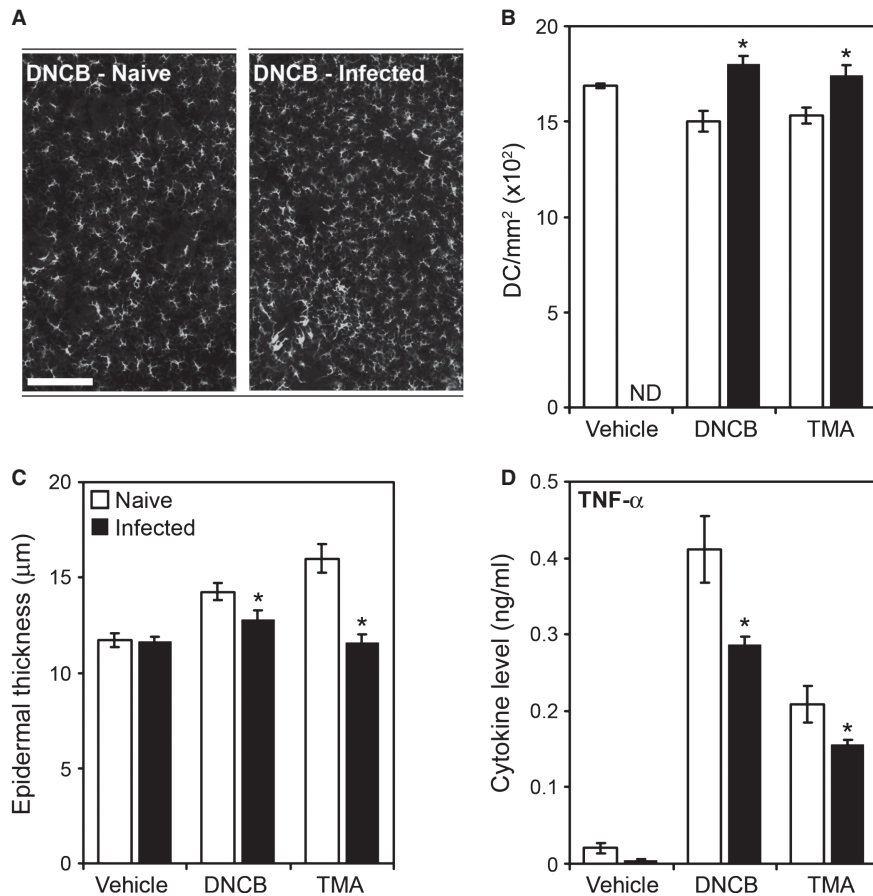 A
DNCB - Naive
DNCB - Infected
B
DC/mm² (x10²)
20
15
10
5
0
ND
Vehicle DNCB TMA
C
Epidermal thickness (μm)
20
15
10
5
0
Naive
Infected
* *
Vehicle DNCB TMA
D
Cytokine level (ng/ml)
0.5
0.4
0.3
0.2
0.1
0
TNF-α
* *
Vehicle DNCB TMA